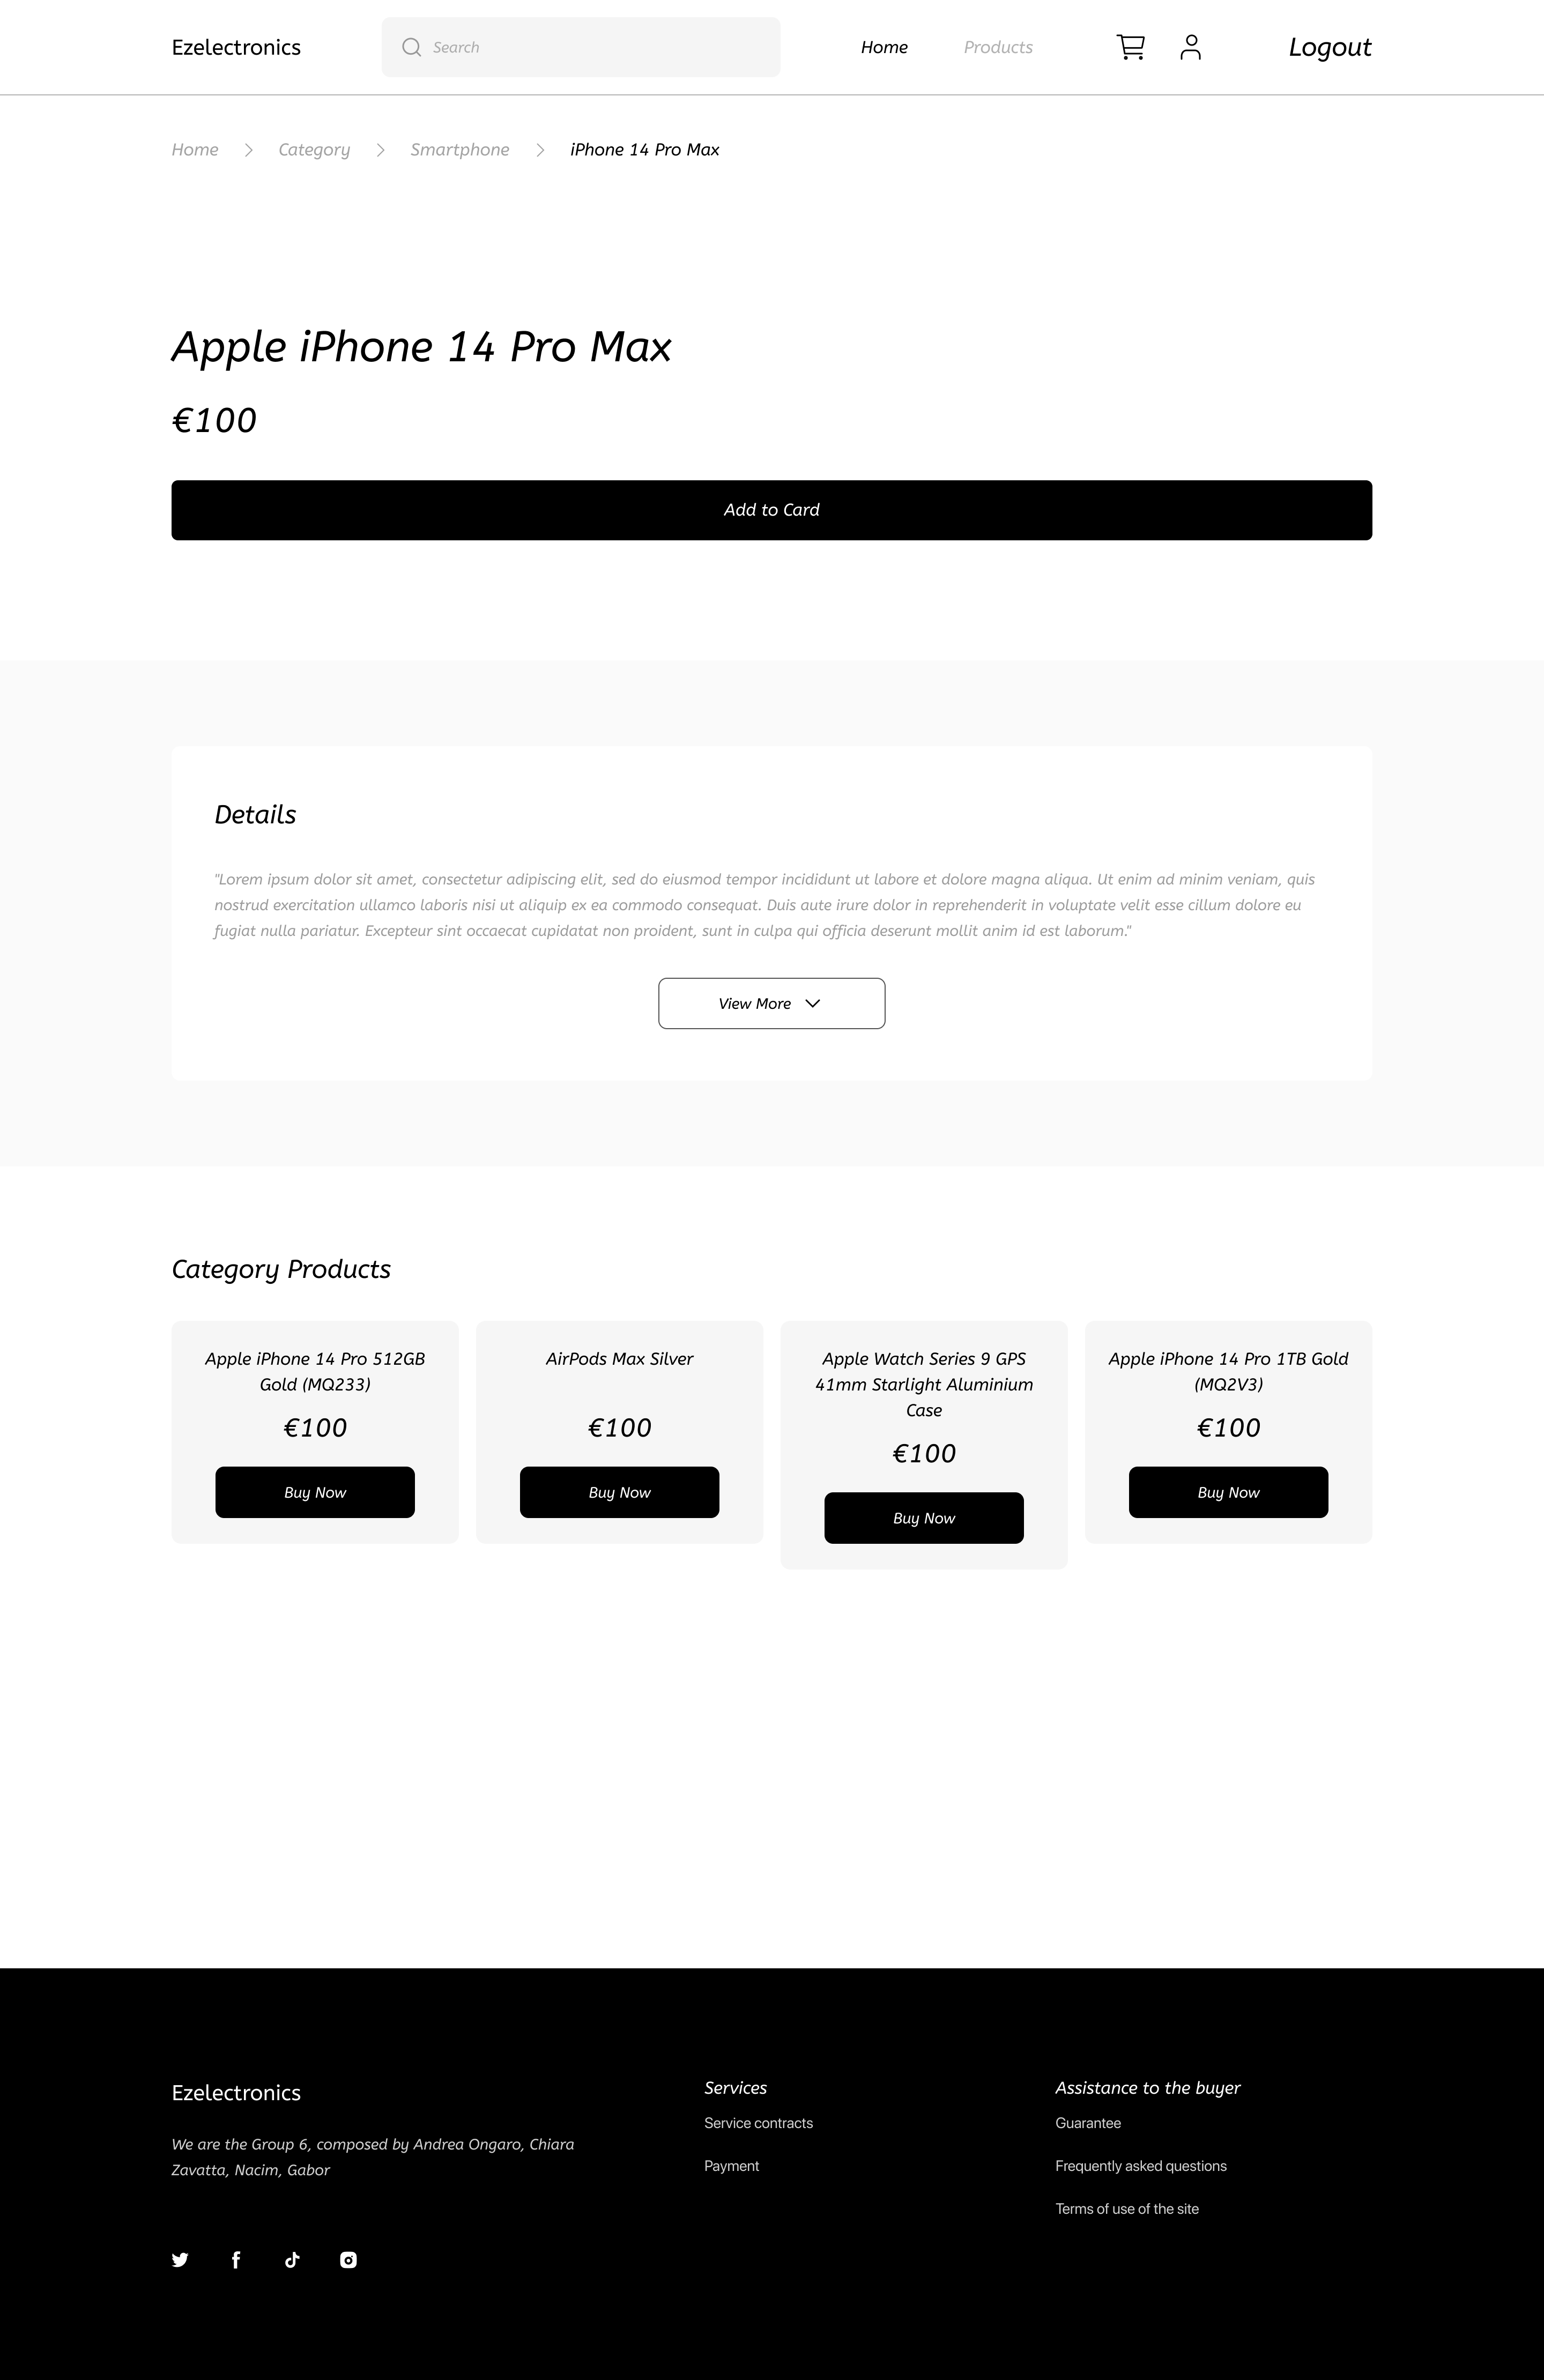 Ezelectronics
Search
Home
Products
Logout
Home
Category
Smartphone
iPhone 14 Pro Max
Apple iPhone 14 Pro Max
€100
Add to Card
Details
"Lorem ipsum dolor sit amet, consectetur adipiscing elit, sed do eiusmod tempor incididunt ut labore et dolore magna aliqua. Ut enim ad minim veniam, quis
nostrud exercitation ullamco laboris nisi ut aliquip ex ea commodo consequat. Duis aute irure dolor in reprehenderit in voluptate velit esse cillum dolore eu
fugiat nulla pariatur. Excepteur sint occaecat cupidatat non proident, sunt in culpa qui officia deserunt mollit anim id est laborum."
View More
Category Products
Apple iPhone 14 Pro 512GB
Gold (MQ233)
€100
Buy Now
AirPods Max Silver
€100
Buy Now
Apple Watch Series 9 GPS
41mm Starlight Aluminium
Case
€100
Buy Now
Apple iPhone 14 Pro 1TB Gold
(MQ2V3)
€100
Buy Now
Ezelectronics
We are the Group 6, composed by Andrea Ongaro, Chiara
Zavatta, Nacim, Gabor
Services
Service contracts
Payment
Assistance to the buyer
Guarantee
Frequently asked questions
Terms of use of the site